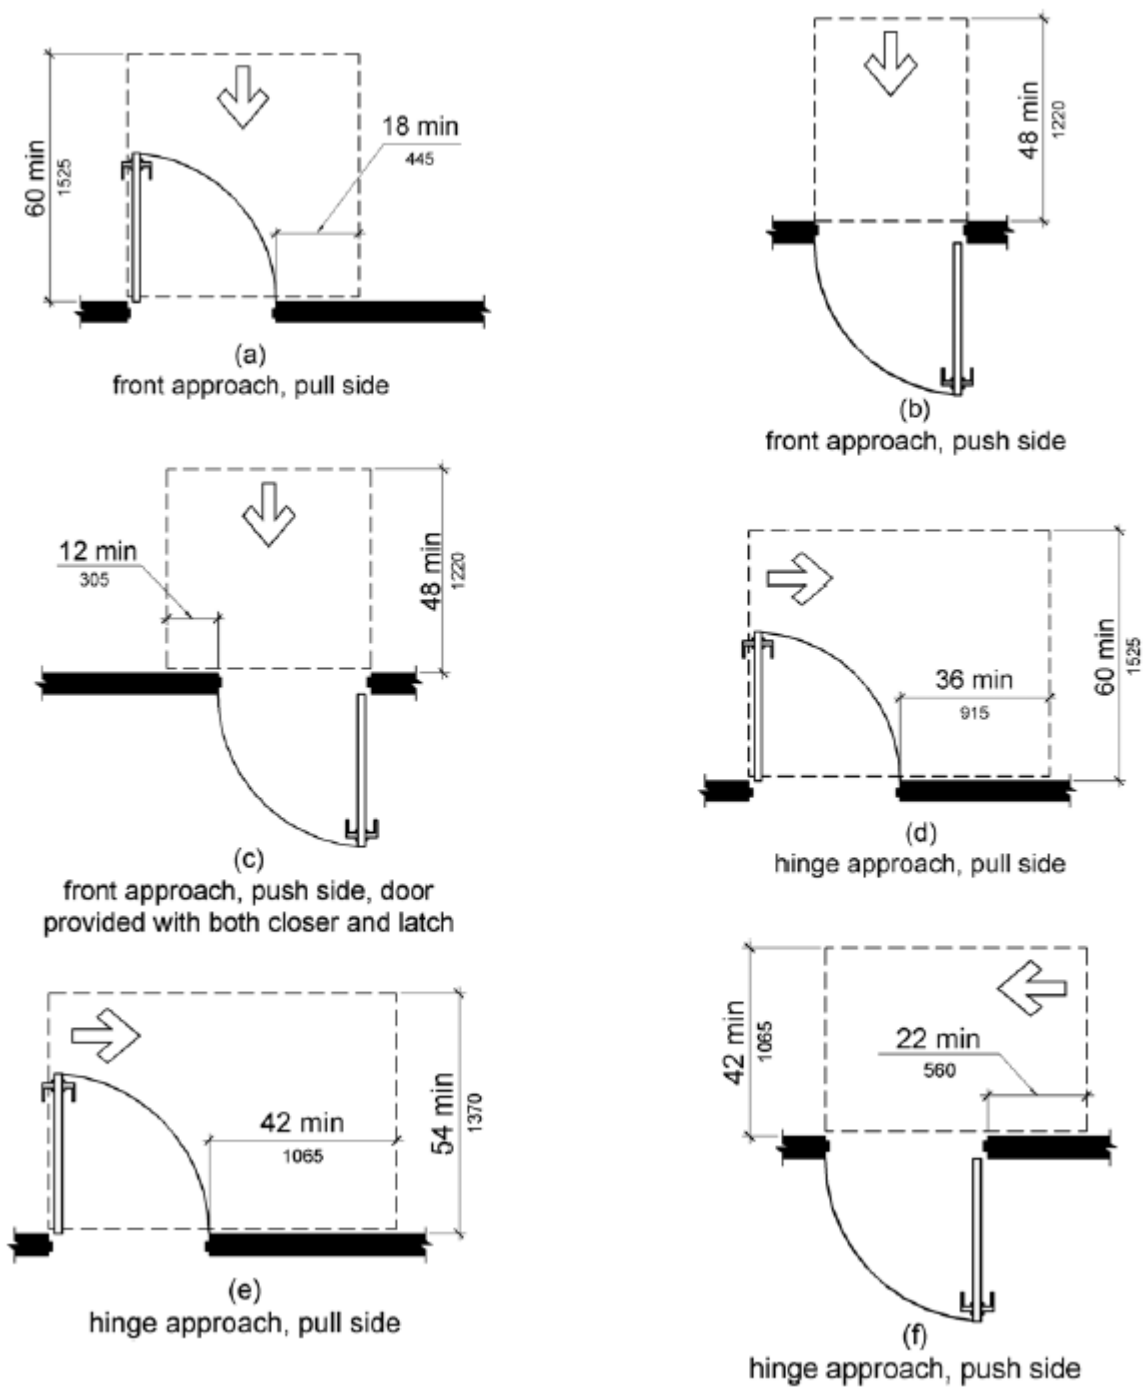 60 min
1525
18 min
445
(a)
front approach, pull side
48 min
1220
(b)
front approach, push side
12 min
305
48 min
1220
(c)
front approach, push side, door
provided with both closer and latch
36 min
915
60 min
1525
(d)
hinge approach, pull side
42 min
1065
54 min
1370
(e)
hinge approach, pull side
42 min
1065
22 min
560
(f)
hinge approach, push side